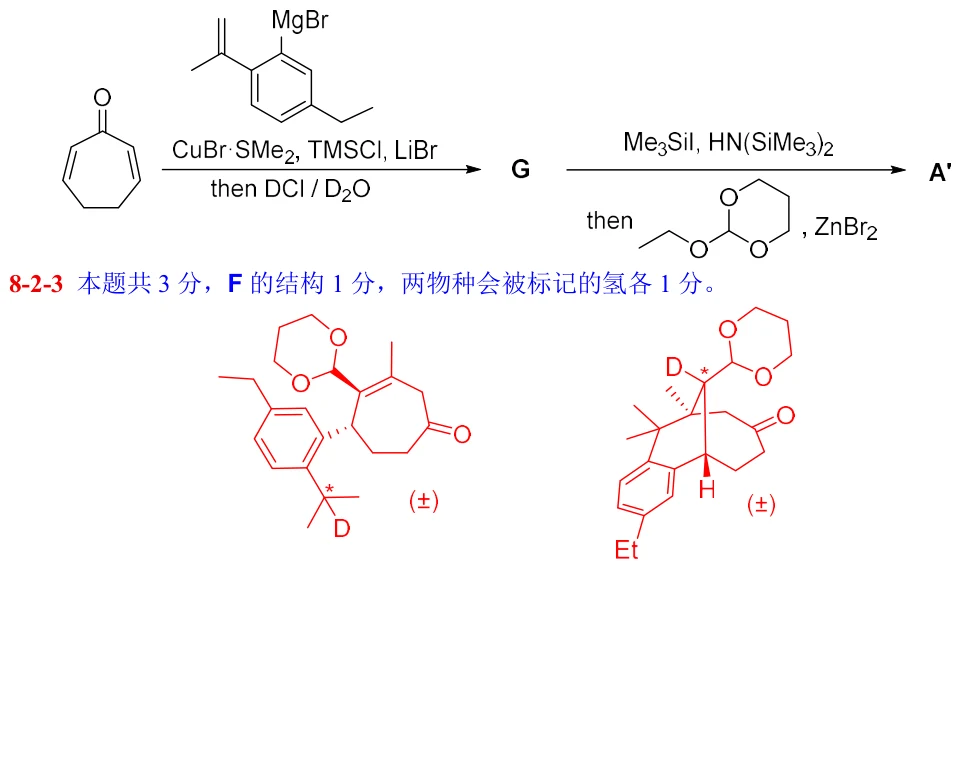 MgBr
O
CuBr·SMe₂, TMSCl, LiBr
then DCl / D₂O
G
Me₃SiI, HN(SiMe₃)₂
then
O
O
O
, ZnBr₂
A'
8-2-3 本题共 3 分，F 的结构 1 分，两物种会被标记的氢各 1 分。
O
O
O
*
D
(±)
O
O
D
*
O
H
(±)
Et